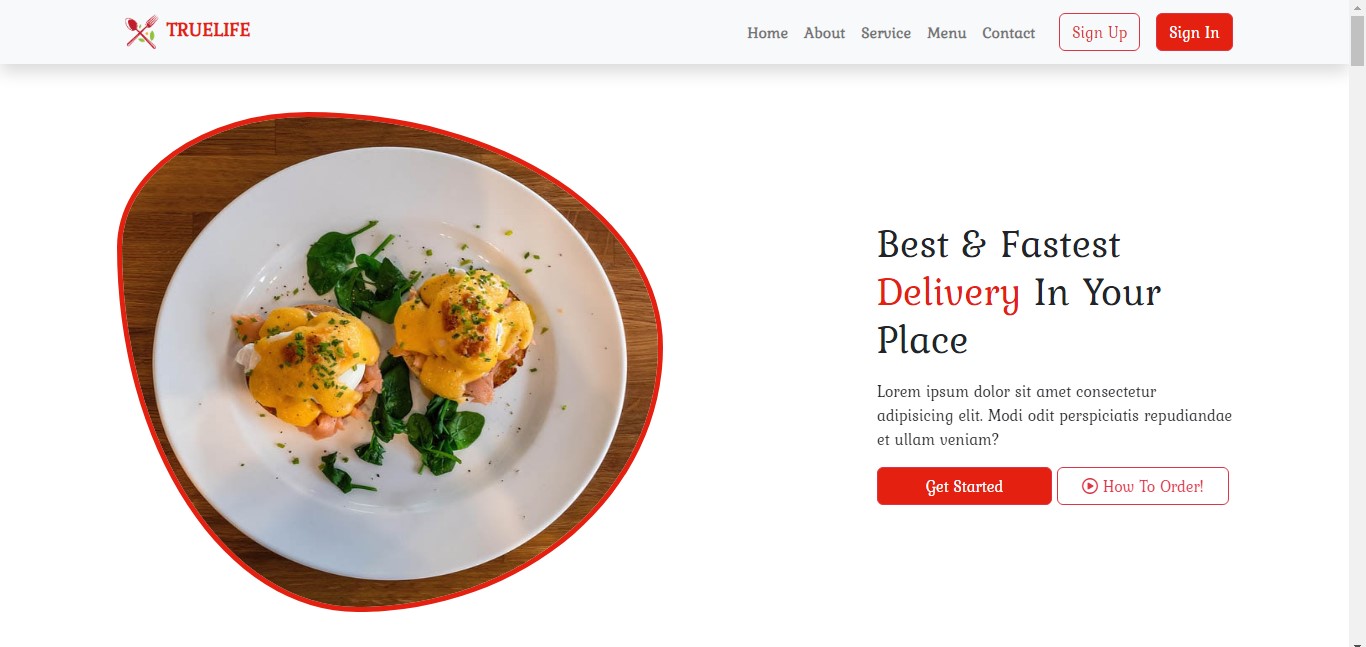 TRUELIFE
Home About Service Menu Contact Sign Up Sign In
Best & Fastest
Delivery In Your
Place
Lorem ipsum dolor sit amet consectetur
adipisicing elit. Modi odit perspiciatis repudiandae
et ullam veniam?
Get Started How To Order!